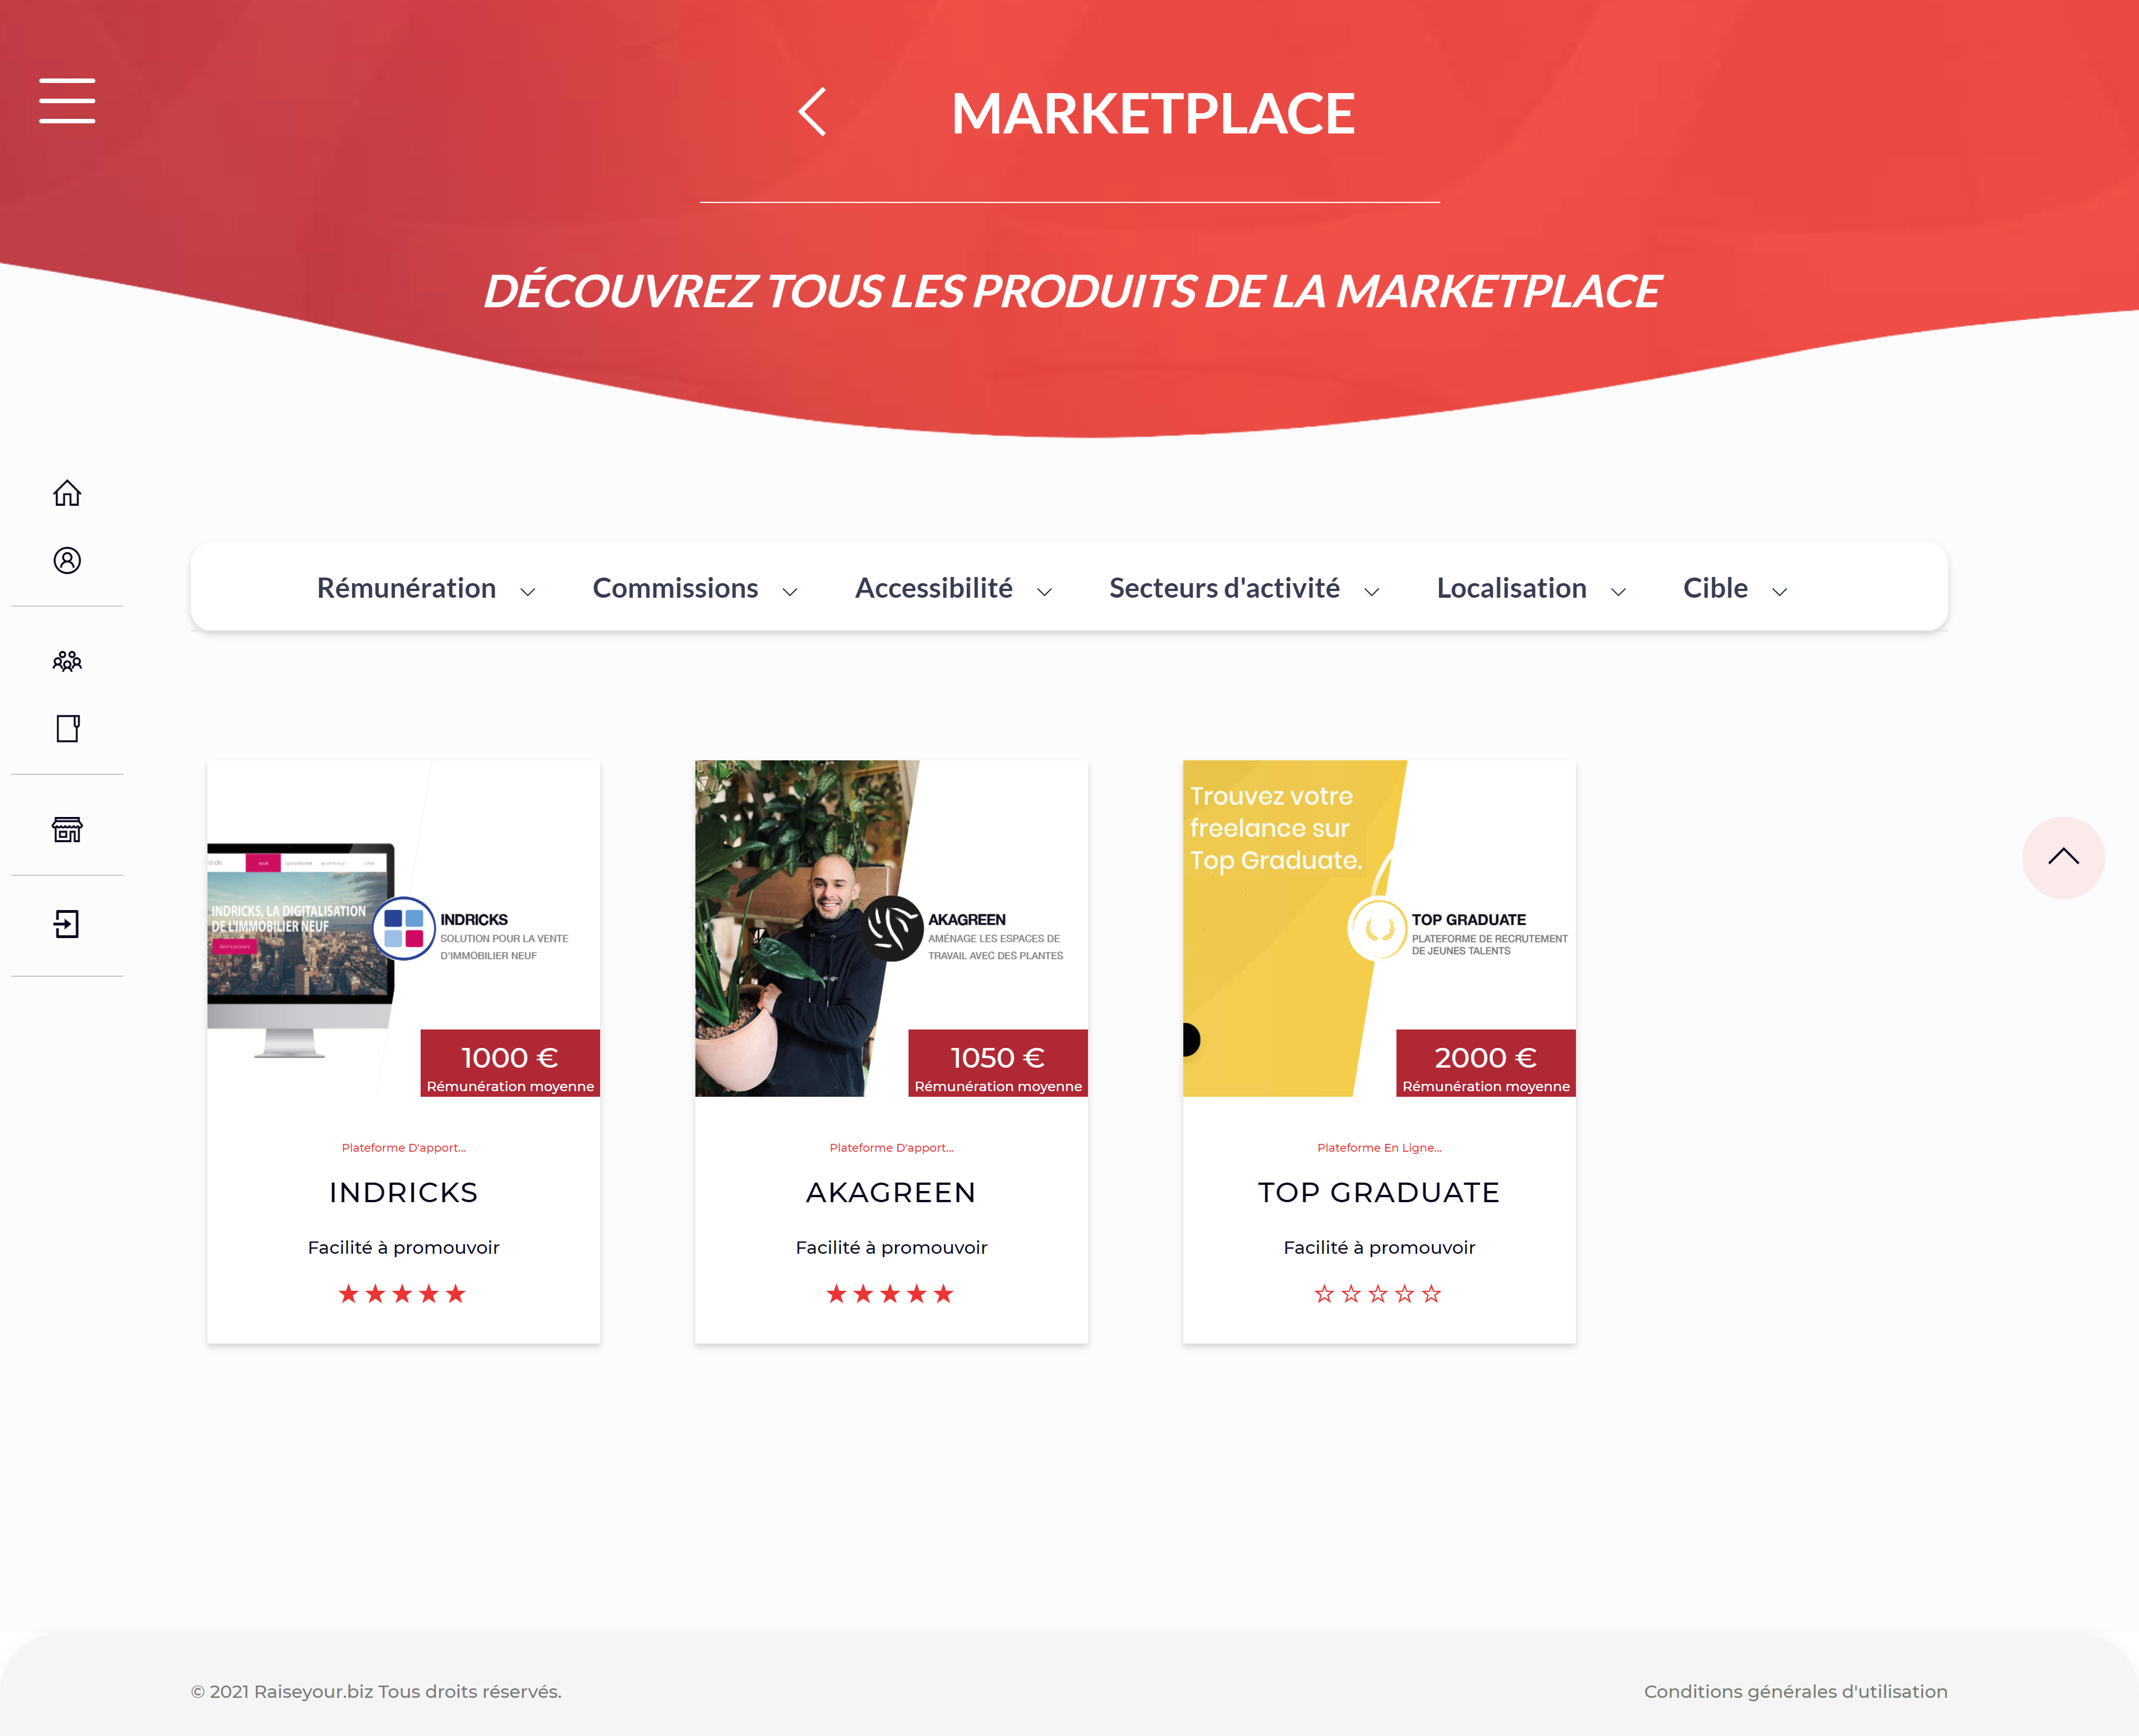 MARKETPLACE
DÉCOUVREZ TOUS LES PRODUITS DE LA MARKETPLACE
Rémunération
Commissions
Accessibilité
Secteurs d'activité
Localisation
Cible
INDRICKS, LA DIGITALISATION
DE L'IMMOBILIER NEUF
INDRICKS
SOLUTION POUR LA VENTE
D'IMMOBILIER NEUF
1000 €
Rémunération moyenne
Plateforme D'apport...
INDRICKS
Facilité à promouvoir
AKAGREEN
AMÉNAGE LES ESPACES DE
TRAVAIL AVEC DES PLANTES
1050 €
Rémunération moyenne
Plateforme D'apport...
AKAGREEN
Facilité à promouvoir
Trouvez votre
freelance sur
Top Graduate.
TOP GRADUATE
PLATEFORME DE RECRUTEMENT
DE JEUNES TALENTS
2000 €
Rémunération moyenne
Plateforme En Ligne...
TOP GRADUATE
Facilité à promouvoir
© 2021 Raiseyour.biz Tous droits réservés.
Conditions générales d'utilisation